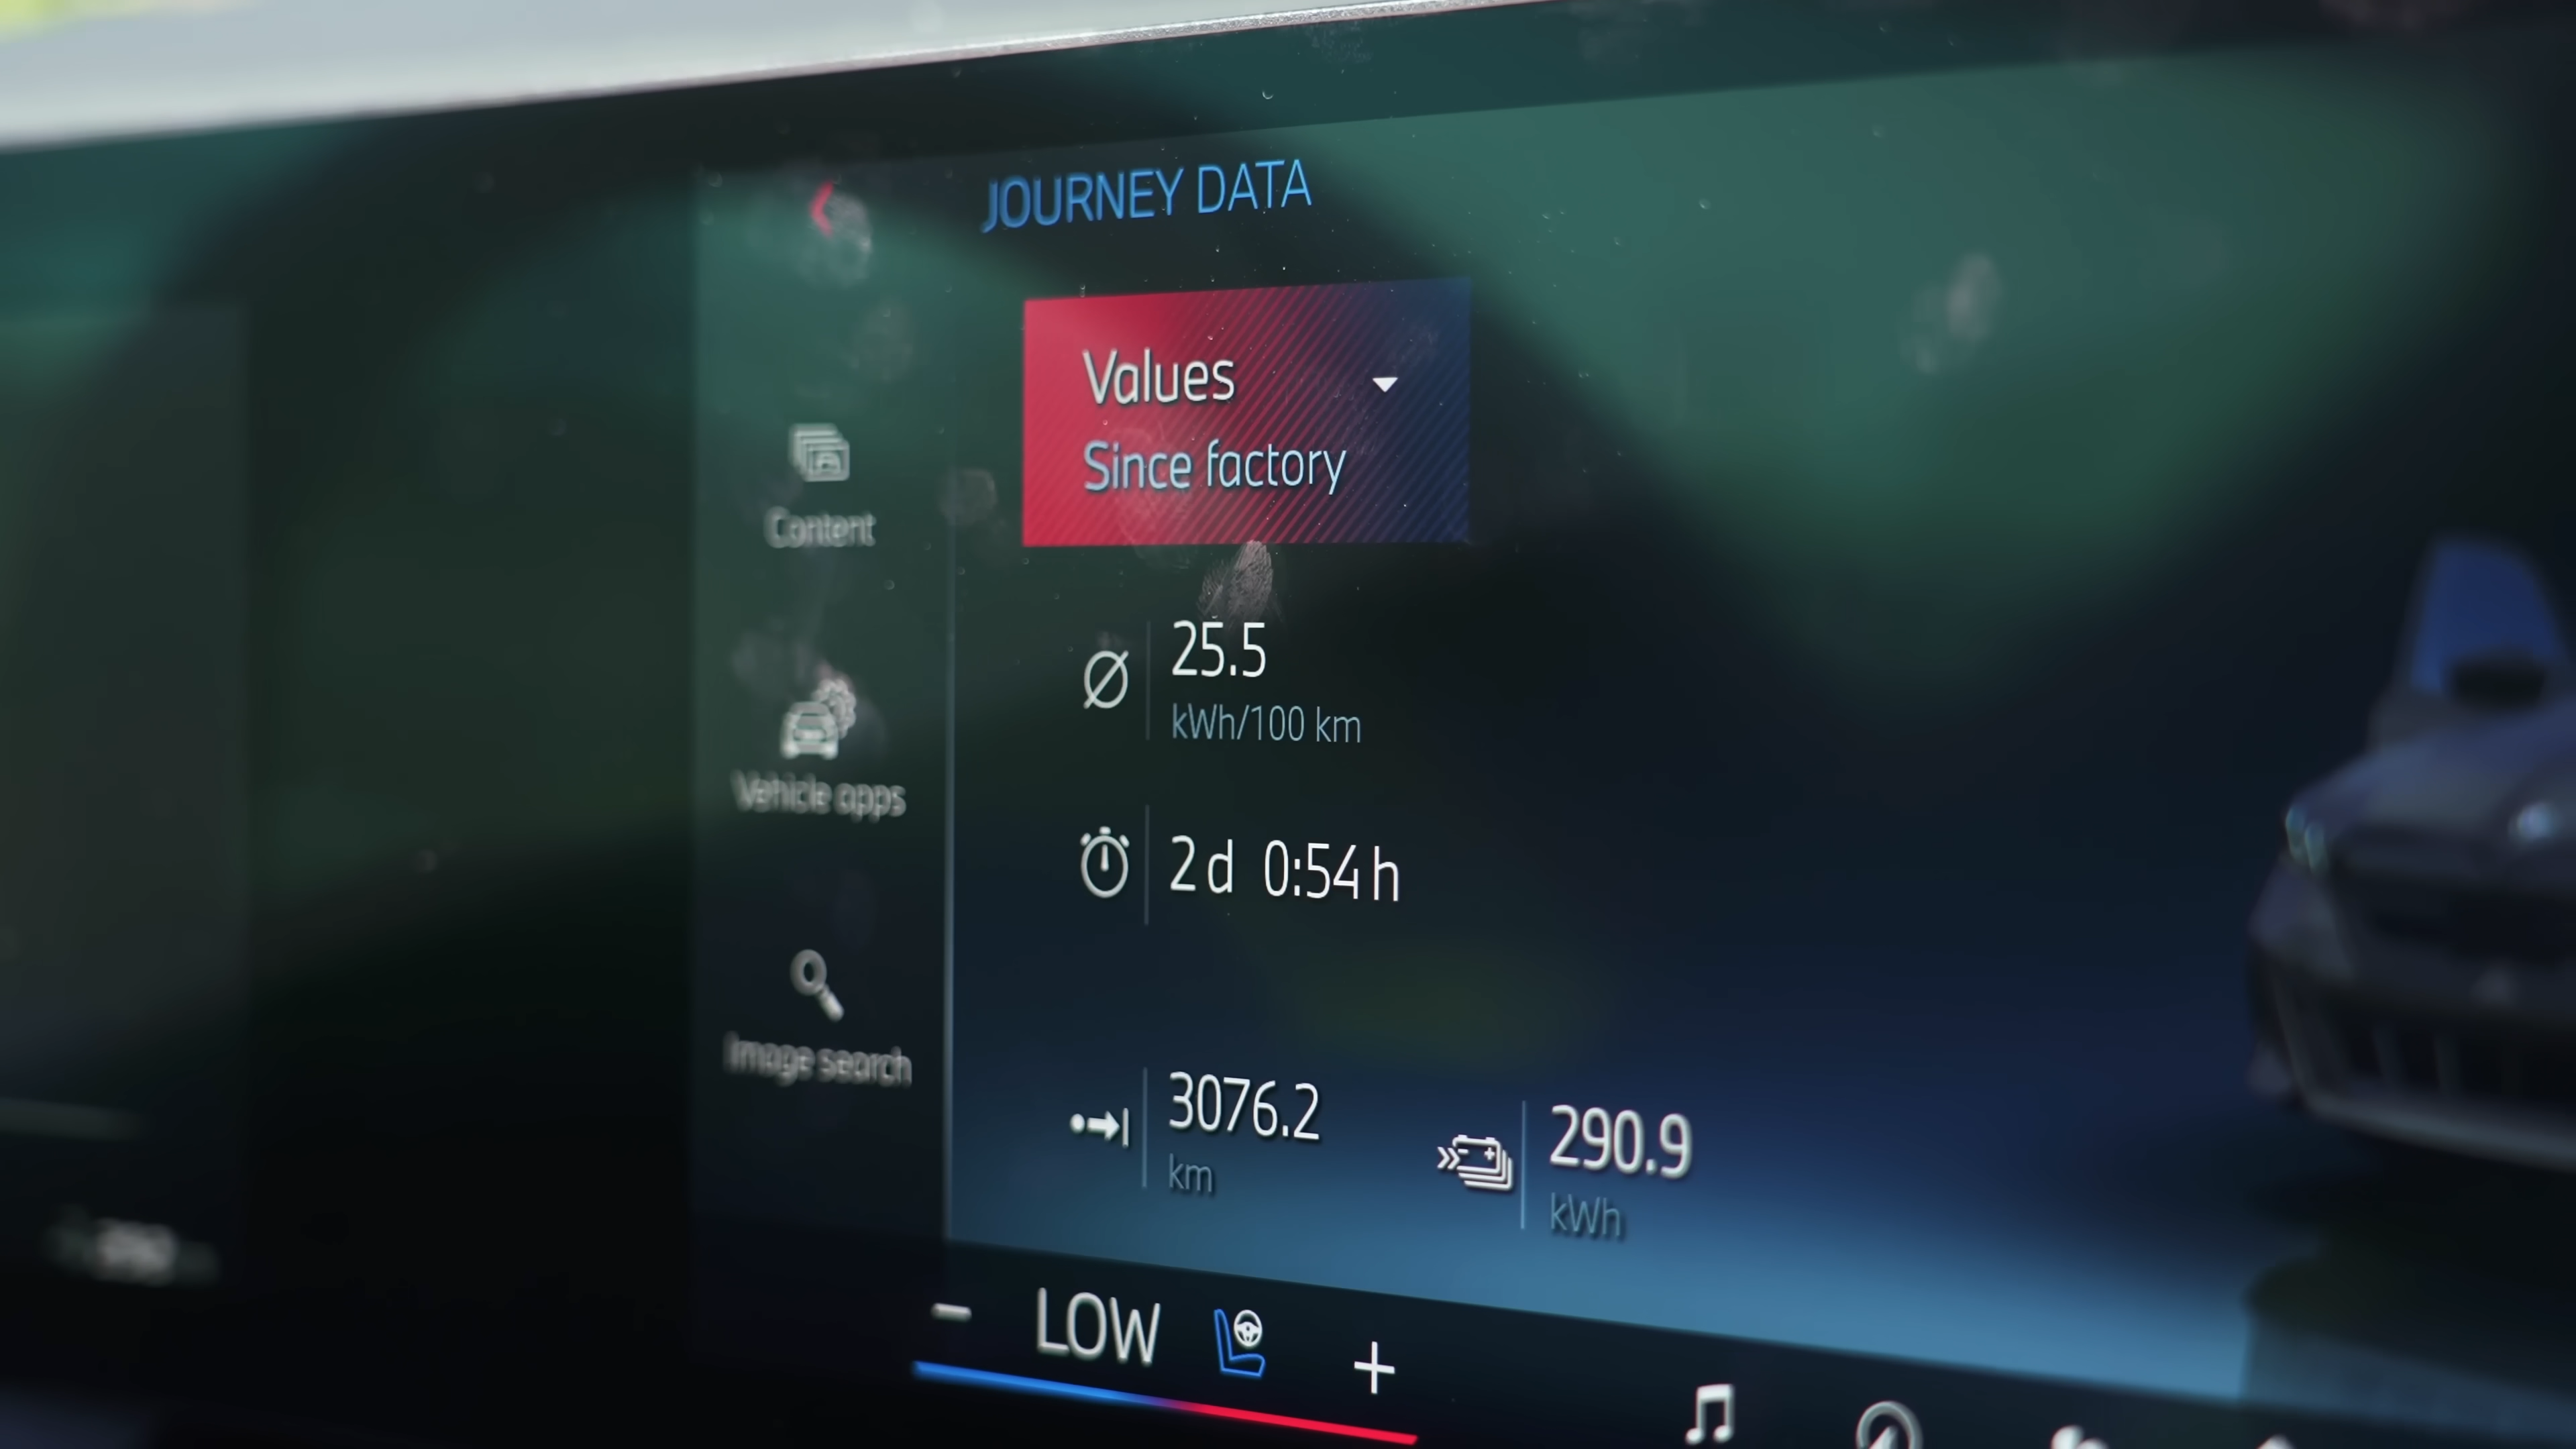 JOURNEY DATA
Values
Since factory
Content
25.5
kWh/100 km
Vehicle apps
2 d 0:54 h
Image search
3076.2
km
290.9
kWh
− LOW +